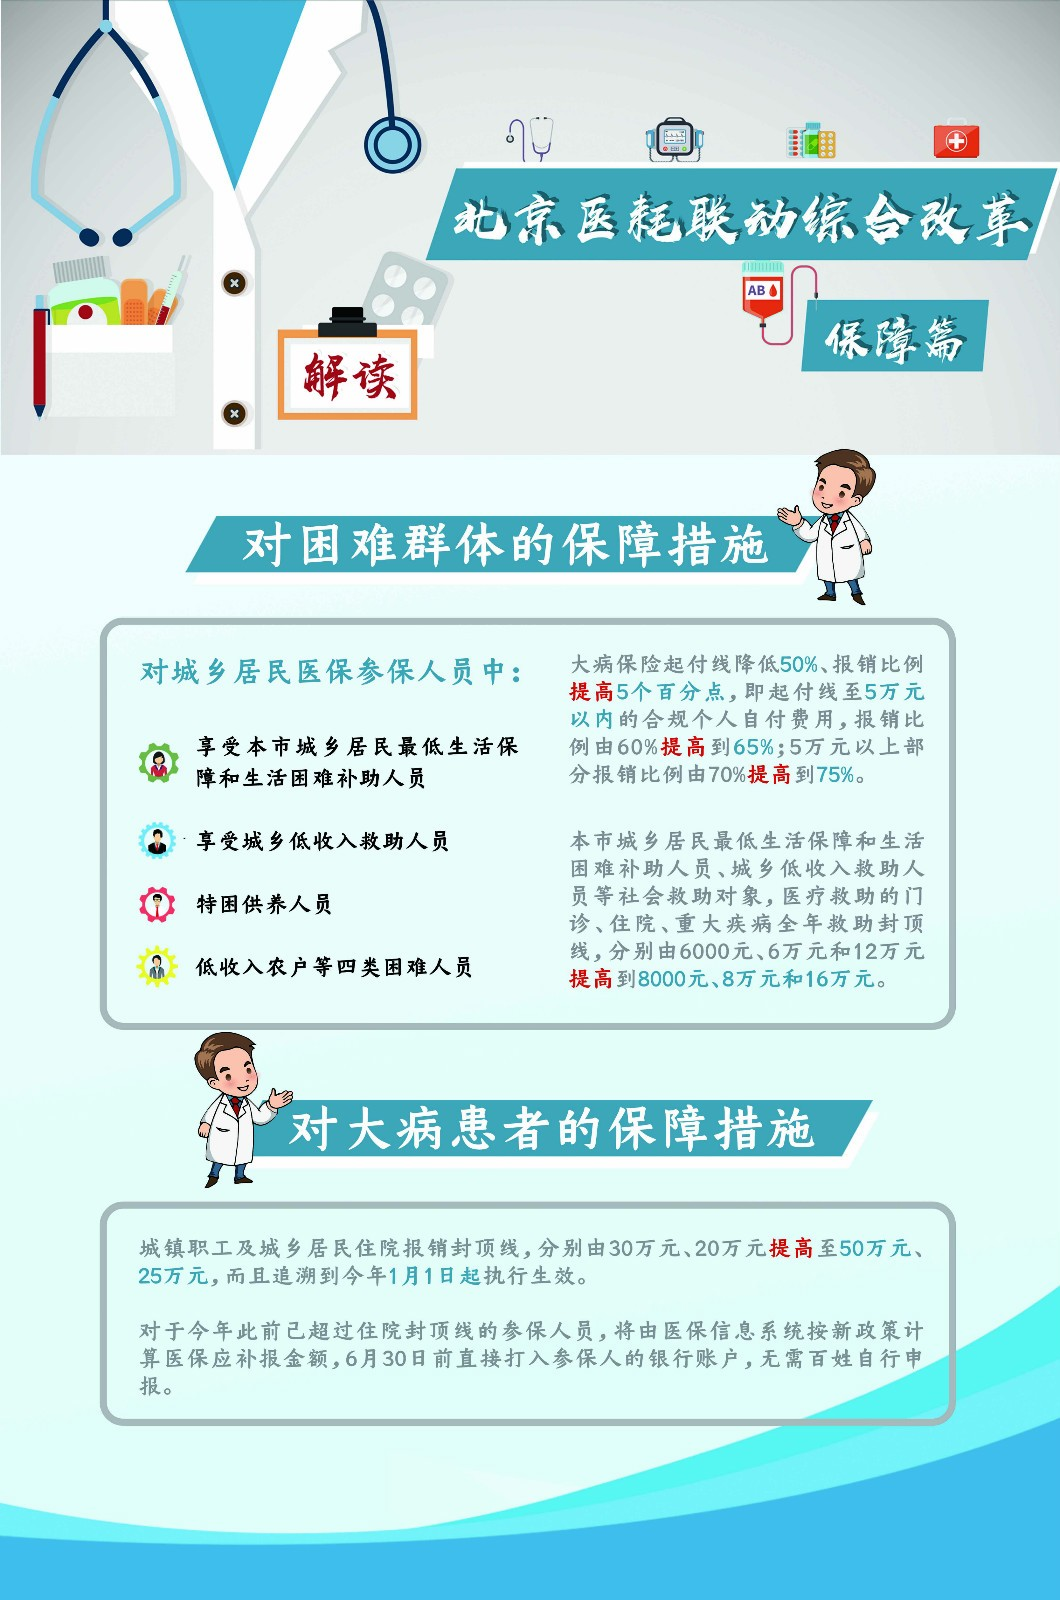 北京医耗联动综合改革
AB
保障篇
解读
对困难群体的保障措施
对城乡居民医保参保人员中：
享受本市城乡居民最低生活保
障和生活困难补助人员
享受城乡低收入救助人员
特困供养人员
低收入农户等四类困难人员
大病保险起付线降低50%、报销比例
提高5个百分点，即起付线至5万元
以内的合规个人自付费用，报销比
例由60%提高到65%；5万元以上部
分报销比例由70%提高到75%。
本市城乡居民最低生活保障和生活
困难补助人员、城乡低收入救助人
员等社会救助对象，医疗救助的门
诊、住院、重大疾病全年救助封顶
线，分别由6000元、6万元和12万元
提高到8000元、8万元和16万元。
对大病患者的保障措施
城镇职工及城乡居民住院报销封顶线，分别由30万元、20万元提高至50万元、
25万元，而且追溯到今年1月1日起执行生效。
对于今年此前已超过住院封顶线的参保人员，将由医保信息系统按新政策计
算医保应补报金额，6月30日前直接打入参保人的银行账户，无需百姓自行申
报。